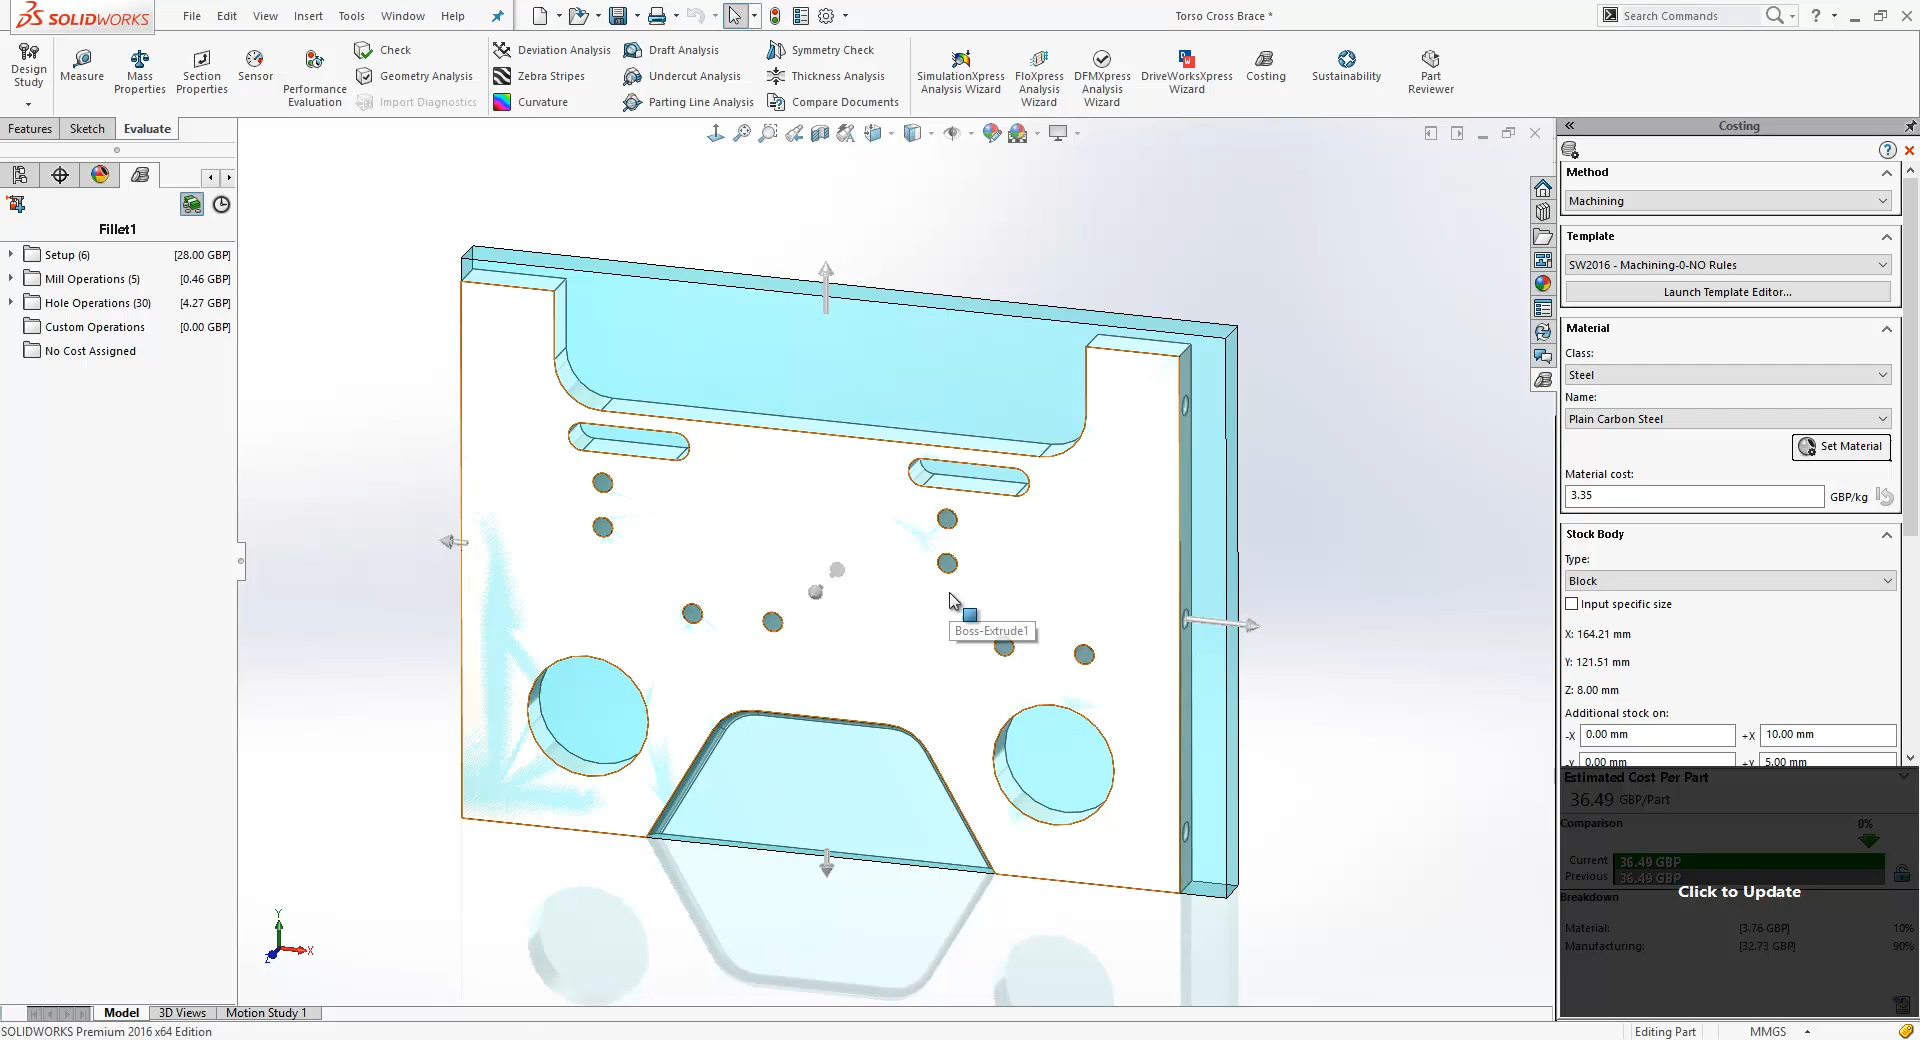 SOLIDWORKS
File Edit View Insert Tools Window Help
Torso Cross Brace *
Search Commands
Design Study
Measure
Mass Properties
Section Properties
Sensor
Performance Evaluation
Check
Geometry Analysis
Import Diagnostics
Deviation Analysis
Zebra Stripes
Curvature
Draft Analysis
Undercut Analysis
Parting Line Analysis
Symmetry Check
Thickness Analysis
Compare Documents
SimulationXpress Analysis Wizard
FloXpress Analysis Wizard
DFMXpress Analysis Wizard
DriveWorksXpress Wizard
Costing
Sustainability
Part Reviewer
Features Sketch Evaluate
Fillet1
Setup (6) [28.00 GBP]
Mill Operations (5) [0.46 GBP]
Hole Operations (30) [4.27 GBP]
Custom Operations [0.00 GBP]
No Cost Assigned
Boss-Extrude1
Y
X
Z
Costing
Method
Machining
Template
SW2016 - Machining-0-NO Rules
Launch Template Editor...
Material
Class:
Steel
Name:
Plain Carbon Steel
Set Material
Material cost:
3.35 GBP/kg
Stock Body
Type:
Block
Input specific size
X: 164.21 mm
Y: 121.51 mm
Z: 8.00 mm
Additional stock on:
-X 0.00 mm +X 10.00 mm
-Y 0.00 mm +Y 5.00 mm
Estimated Cost Per Part
36.49 GBP/Part
Comparison 0%
Current 36.49 GBP
Previous 36.49 GBP
Click to Update
Breakdown
Material: [3.76 GBP] 10%
Manufacturing: [32.73 GBP] 90%
Model 3D Views Motion Study 1
SOLIDWORKS Premium 2016 x64 Edition
Editing Part MMGS